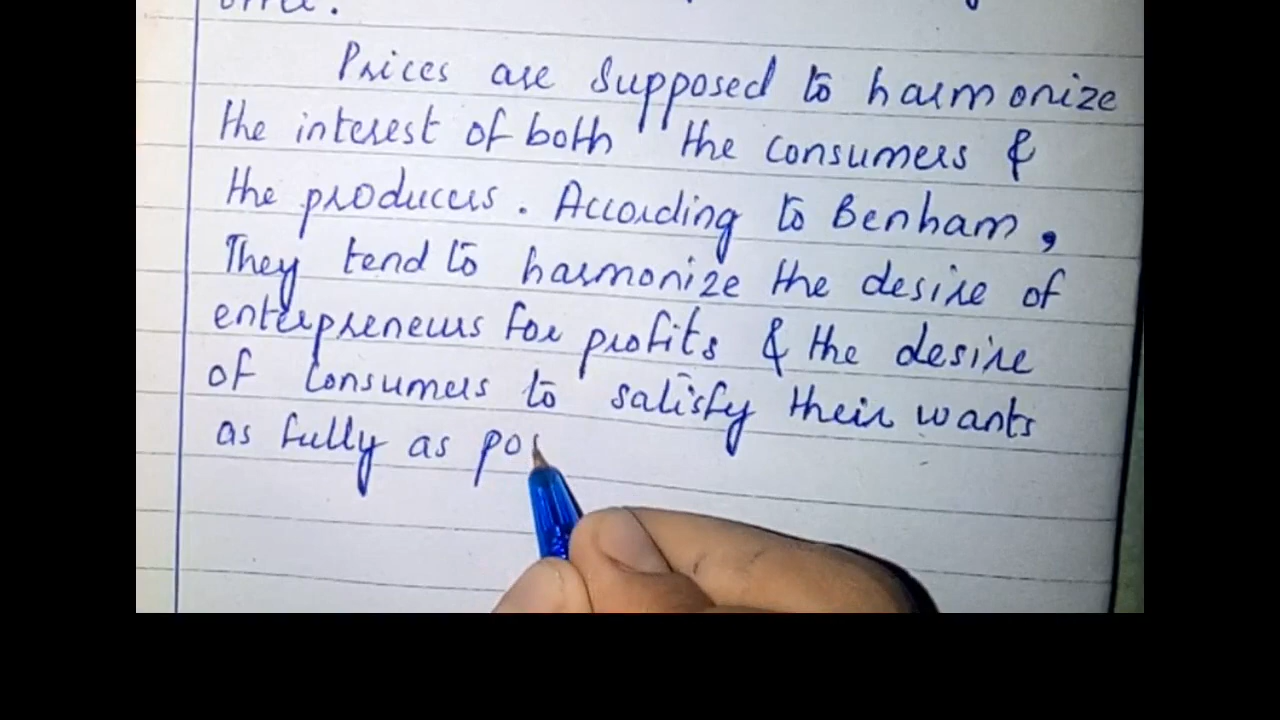 Prices are supposed to harmonize
the interest of both the consumers &
the producers. According to Benham,
They tend to harmonize the desire of
entrepreneurs for profits & the desire
of consumers to satisfy their wants
as fully as pos